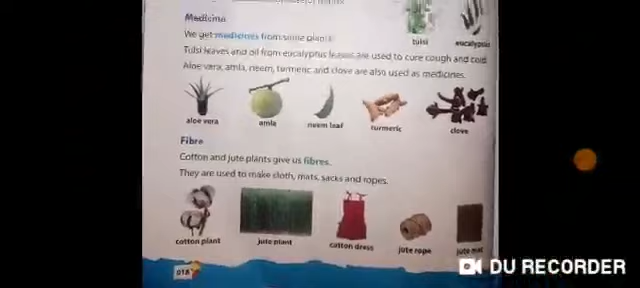 Medicine
We get medicines from some plants.
tulsi eucalyptus
Tulsi leaves and oil from eucalyptus leaves are used to cure cough and cold.
Aloe vera, amla, neem, turmeric and clove are also used as medicines.
aloe vera amla neem leaf turmeric clove
Fibre
Cotton and jute plants give us fibres.
They are used to make cloth, mats, sacks and ropes.
cotton plant jute plant cotton dress jute rope jute mat
018
DU RECORDER